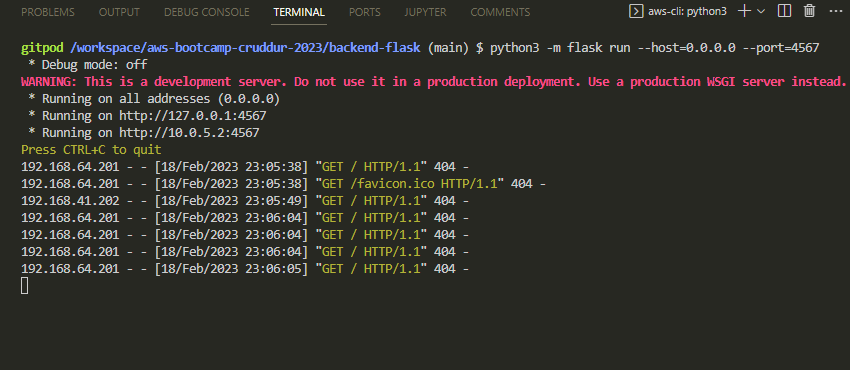 PROBLEMS OUTPUT DEBUG CONSOLE TERMINAL PORTS JUPYTER COMMENTS aws-cli: python3
gitpod /workspace/aws-bootcamp-cruddur-2023/backend-flask (main) $ python3 -m flask run --host=0.0.0.0 --port=4567
* Debug mode: off
WARNING: This is a development server. Do not use it in a production deployment. Use a production WSGI server instead.
* Running on all addresses (0.0.0.0)
* Running on http://127.0.0.1:4567
* Running on http://10.0.5.2:4567
Press CTRL+C to quit
192.168.64.201 - - [18/Feb/2023 23:05:38] "GET / HTTP/1.1" 404 -
192.168.64.201 - - [18/Feb/2023 23:05:38] "GET /favicon.ico HTTP/1.1" 404 -
192.168.41.202 - - [18/Feb/2023 23:05:49] "GET / HTTP/1.1" 404 -
192.168.64.201 - - [18/Feb/2023 23:06:04] "GET / HTTP/1.1" 404 -
192.168.64.201 - - [18/Feb/2023 23:06:04] "GET / HTTP/1.1" 404 -
192.168.64.201 - - [18/Feb/2023 23:06:04] "GET / HTTP/1.1" 404 -
192.168.64.201 - - [18/Feb/2023 23:06:05] "GET / HTTP/1.1" 404 -